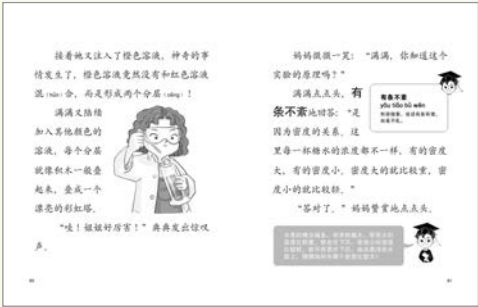 接着她又注入了橙色溶液，神奇的事
情发生了，橙色溶液竟然没有和红色溶液
混（hùn）合，而是形成两个分层（céng）！
满满又陆续
加入其他颜色的
溶液，每个分层
就像积木一般叠
起来，叠成一个
漂亮的彩虹塔。
“哇！姐姐好厉害！”典典发出惊叹
声。
妈妈微微一笑：“满满，你知道这个
实验的原理吗？”
满满点点头，有
条不紊地回答：“是
因为密度的关系。这
里每一杯糖水的浓度都不一样，有的密度
大，有的密度小。密度大的就比较重，密
度小的就比较轻。”
“答对了。”妈妈赞赏地点点头。
有条不紊
yǒu tiáo bù wěn